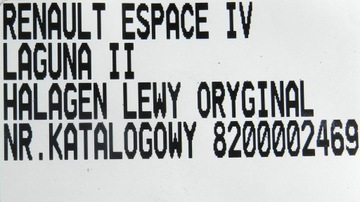 RENAULT ESPACE IV
LAGUNA II
HALAGEN LEWY ORYGINAL
NR.KATALOGOWY 8200002469